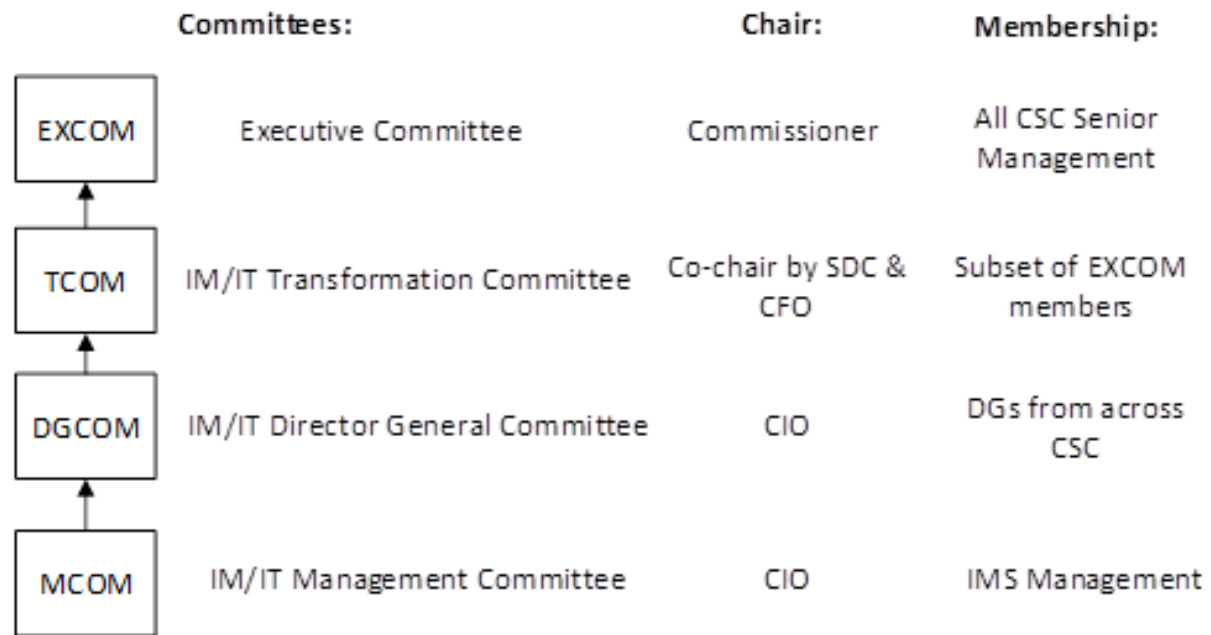 Committees: Chair: Membership:
EXCOM Executive Committee Commissioner All CSC Senior
Management
TCOM IM/IT Transformation Committee Co-chair by SDC & Subset of EXCOM
CFO members
DGCOM IM/IT Director General Committee CIO DGs from across
CSC
MCOM IM/IT Management Committee CIO IMS Management